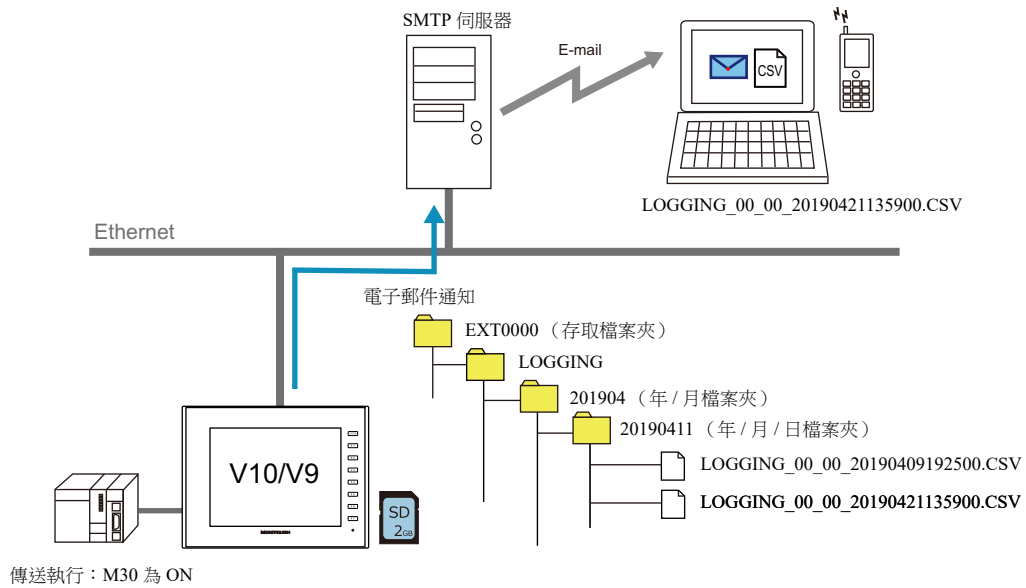 SMTP 伺服器
E-mail
CSV
LOGGING_00_00_20190421135900.CSV
Ethernet
電子郵件通知
EXT0000（存取檔案夾）
LOGGING
201904（年 / 月檔案夾）
20190411（年 / 月 / 日檔案夾）
LOGGING_00_00_20190409192500.CSV
LOGGING_00_00_20190421135900.CSV
V10/V9
SD
2GB
傳送執行：M30 為 ON